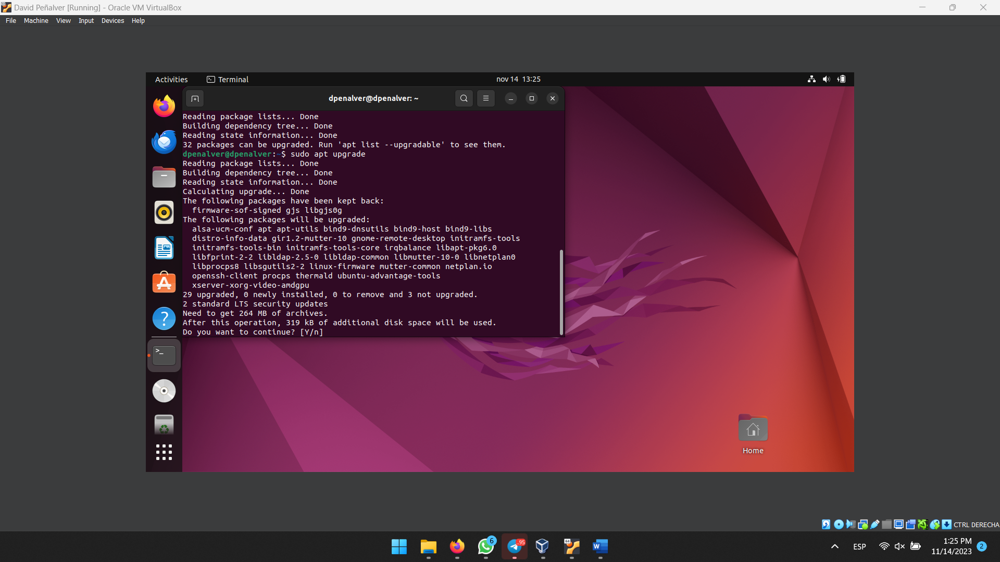 David Peñalver [Running] - Oracle VM VirtualBox
File Machine View Input Devices Help
Activities Terminal nov 14 13:25
dpenalver@dpenalver: ~
Reading package lists... Done
Building dependency tree... Done
Reading state information... Done
32 packages can be upgraded. Run 'apt list --upgradable' to see them.
dpenalver@dpenalver:~$ sudo apt upgrade
Reading package lists... Done
Building dependency tree... Done
Reading state information... Done
Calculating upgrade... Done
The following packages have been kept back:
firmware-sof-signed gjs libgjs0g
The following packages will be upgraded:
alsa-ucm-conf apt apt-utils bind9-dnsutils bind9-host bind9-libs
distro-info-data gir1.2-mutter-10 gnome-remote-desktop initramfs-tools
initramfs-tools-bin initramfs-tools-core irqbalance libapt-pkg6.0
libfprint-2-2 libldap-2.5-0 libldap-common libmutter-10-0 libnetplan0
libprocps8 libsgutils2-2 linux-firmware mutter-common netplan.io
openssh-client procps thermald ubuntu-advantage-tools
xserver-xorg-video-amdgpu
29 upgraded, 0 newly installed, 0 to remove and 3 not upgraded.
2 standard LTS security updates
Need to get 264 MB of archives.
After this operation, 319 kB of additional disk space will be used.
Do you want to continue? [Y/n]
Home
CTRL DERECHA
6
.95
64
W
ESP
1:25 PM
11/14/2023
2